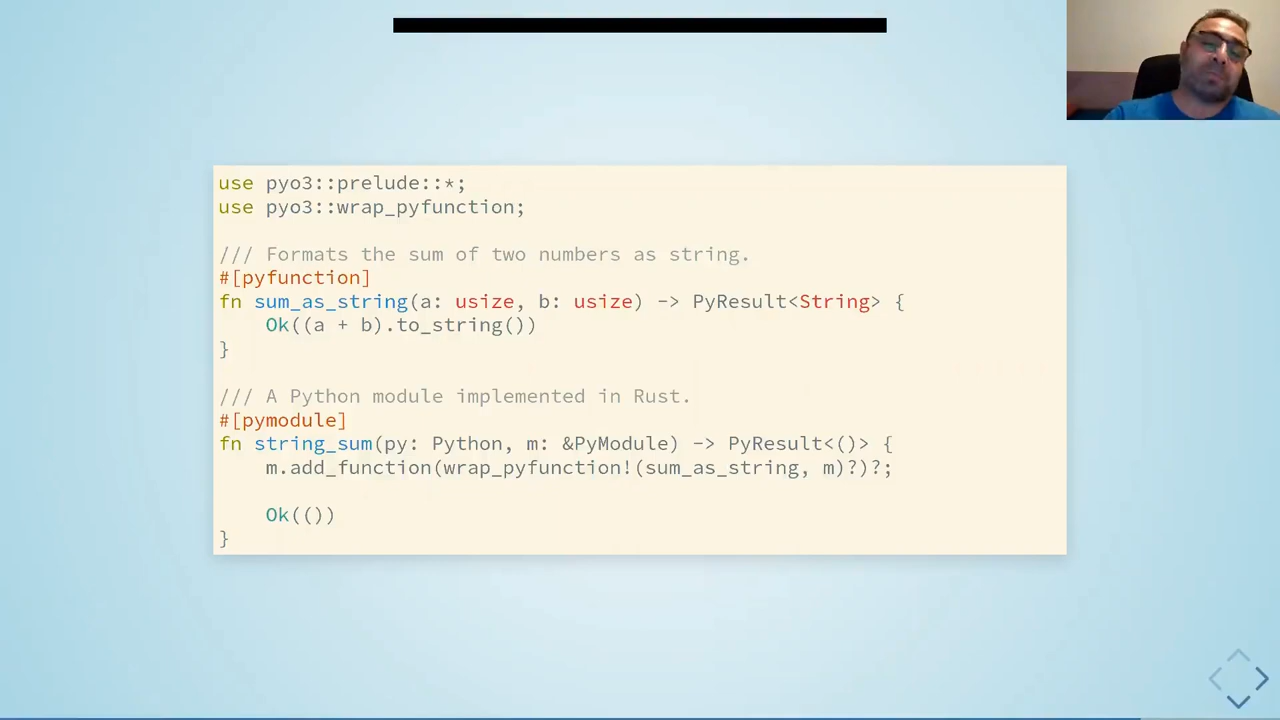 use pyo3::prelude::*;
use pyo3::wrap_pyfunction;
/// Formats the sum of two numbers as string.
#[pyfunction]
fn sum_as_string(a: usize, b: usize) -> PyResult<String> {
    Ok((a + b).to_string())
}
/// A Python module implemented in Rust.
#[pymodule]
fn string_sum(py: Python, m: &PyModule) -> PyResult<()> {
    m.add_function(wrap_pyfunction!(sum_as_string, m)?)?;
    Ok(())
}